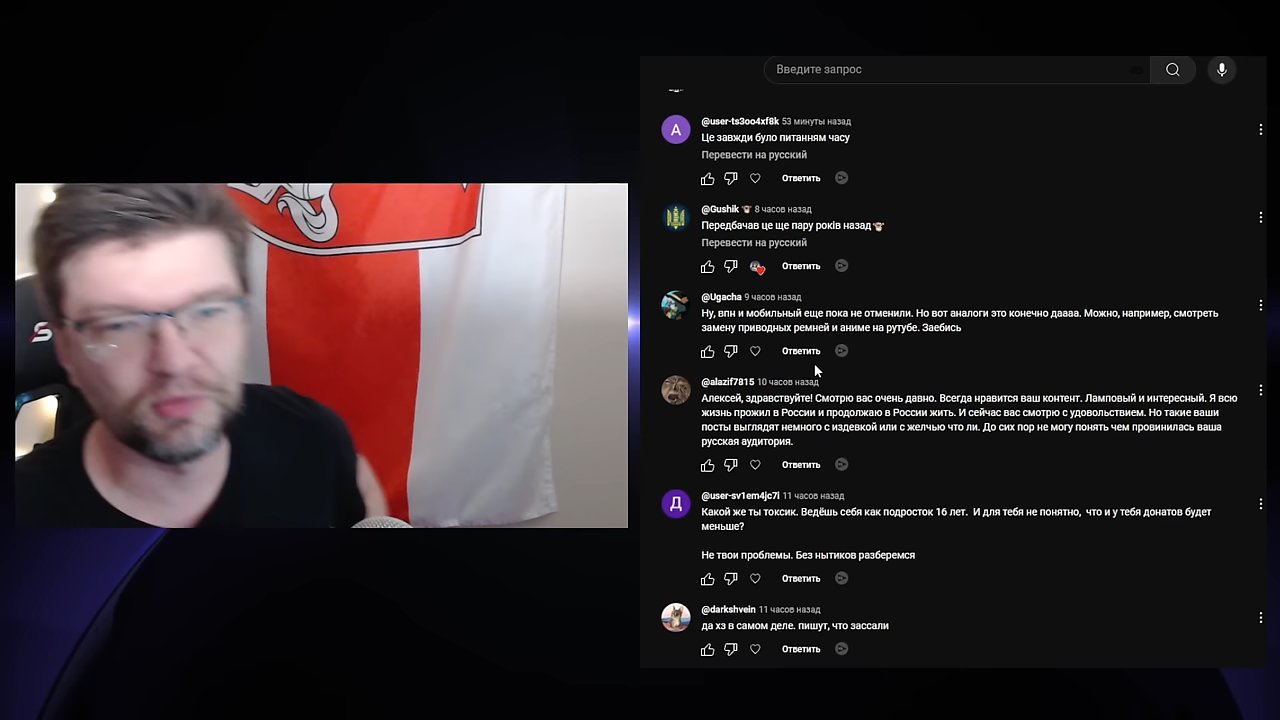 Введите запрос
@user-ts3oo4xf8k 53 минуты назад
Це завжди було питанням часу
Перевести на русский
Ответить
@Gushik 8 часов назад
Передбачав це ще пару років назад
Перевести на русский
Ответить
@Ugacha 9 часов назад
Ну, впн и мобильный еще пока не отменили. Но вот аналоги это конечно даааа. Можно, например, смотреть
замену приводных ремней и аниме на рутубе. Заебись
Ответить
@alazif7815 10 часов назад
Алексей, здравствуйте! Смотрю вас очень давно. Всегда нравится ваш контент. Ламповый и интересный. Я всю
жизнь прожил в России и продолжаю в России жить. И сейчас вас смотрю с удовольствием. Но такие ваши
посты выглядят немного с издевкой или с желчью что ли. До сих пор не могу понять чем провинилась ваша
русская аудитория.
Ответить
Д
@user-sv1em4jc7i 11 часов назад
Какой же ты токсик. Ведёшь себя как подросток 16 лет. И для тебя не понятно, что и у тебя донатов будет
меньше?
Не твои проблемы. Без нытиков разберемся
Ответить
@darkshvein 11 часов назад
да хз в самом деле. пишут, что зассали
Ответить
A
S